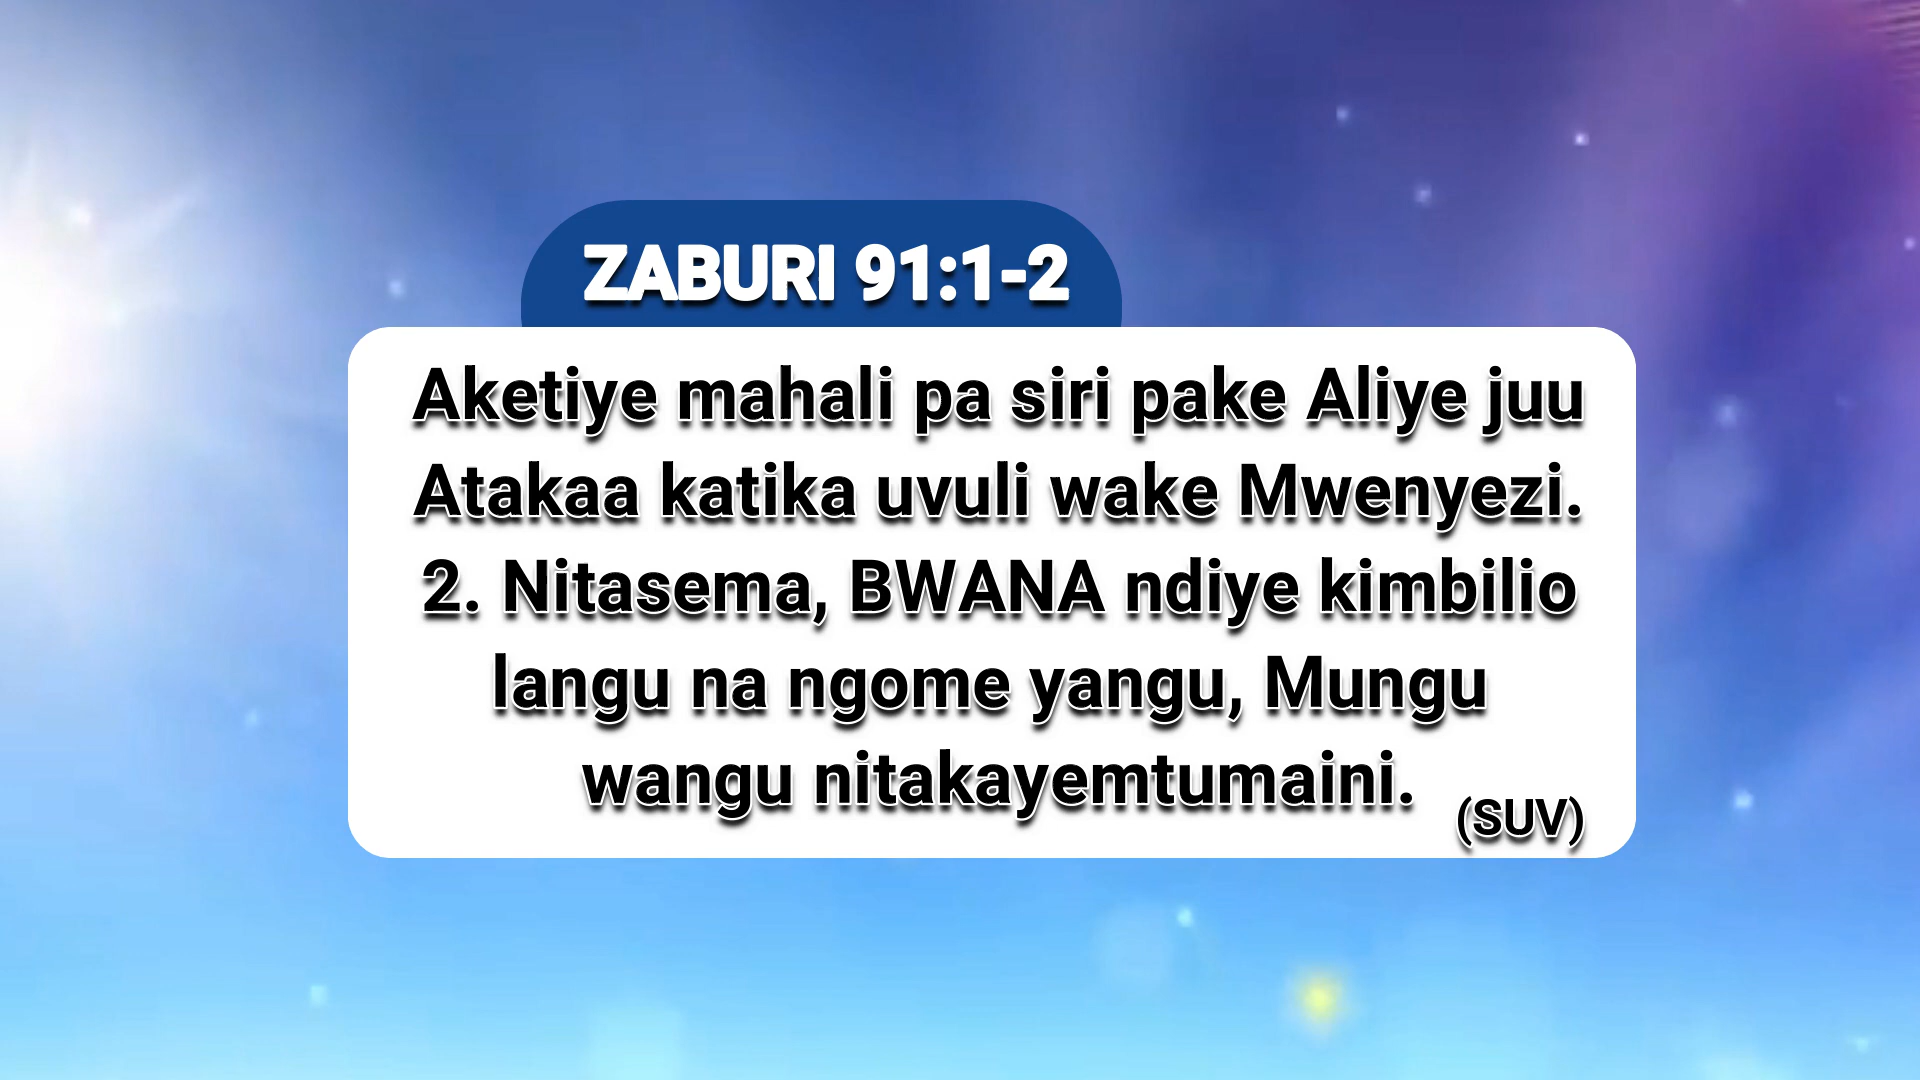 ZABURI 91:1-2
Aketiye mahali pa siri pake Aliye juu
Atakaa katika uvuli wake Mwenyezi.
2. Nitasema, BWANA ndiye kimbilio
langu na ngome yangu, Mungu
wangu nitakayemtumaini.
(SUV)